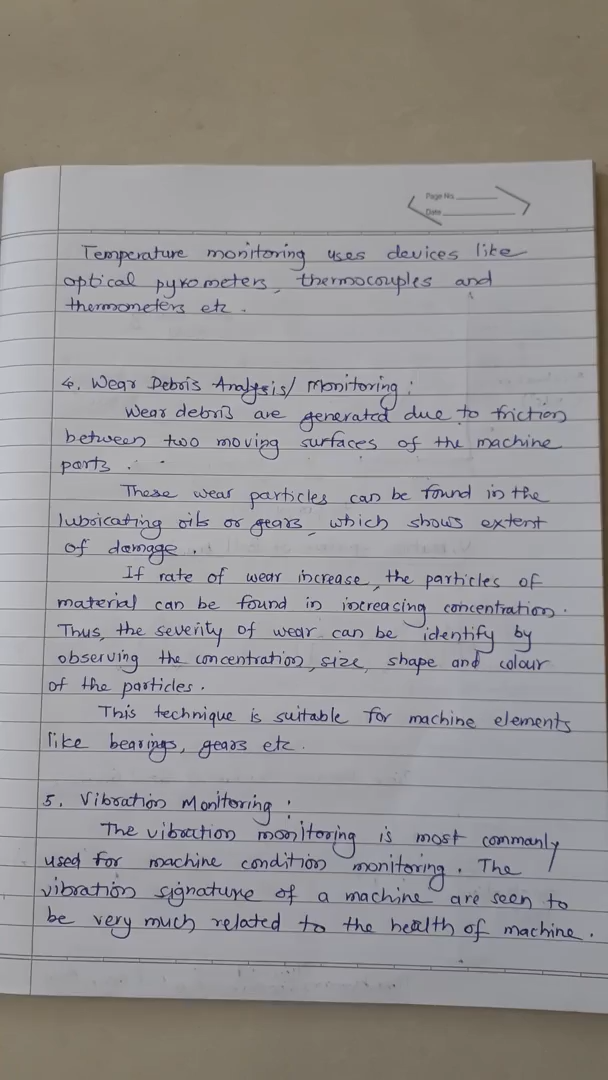 Page No.
Date
Temperature monitoring uses devices like
optical pyrometers, thermocouples and
thermometers etc.
4. Wear Debris Analysis/ Monitoring :
Wear debris are generated due to friction
between two moving surfaces of the machine
parts.
These wear particles can be found in the
lubricating oils or gears, which shows extent
of damage.
If rate of wear increase, the particles of
material can be found in increasing concentration.
Thus, the severity of wear can be identify by
observing the concentration, size, shape and colour
of the particles.
This technique is suitable for machine elements
like bearings, gears etc.
5. Vibration Monitoring :
The vibration monitoring is most commanly
used for machine condition monitoring. The
vibration signature of a machine are seen to
be very much related to the health of machine.